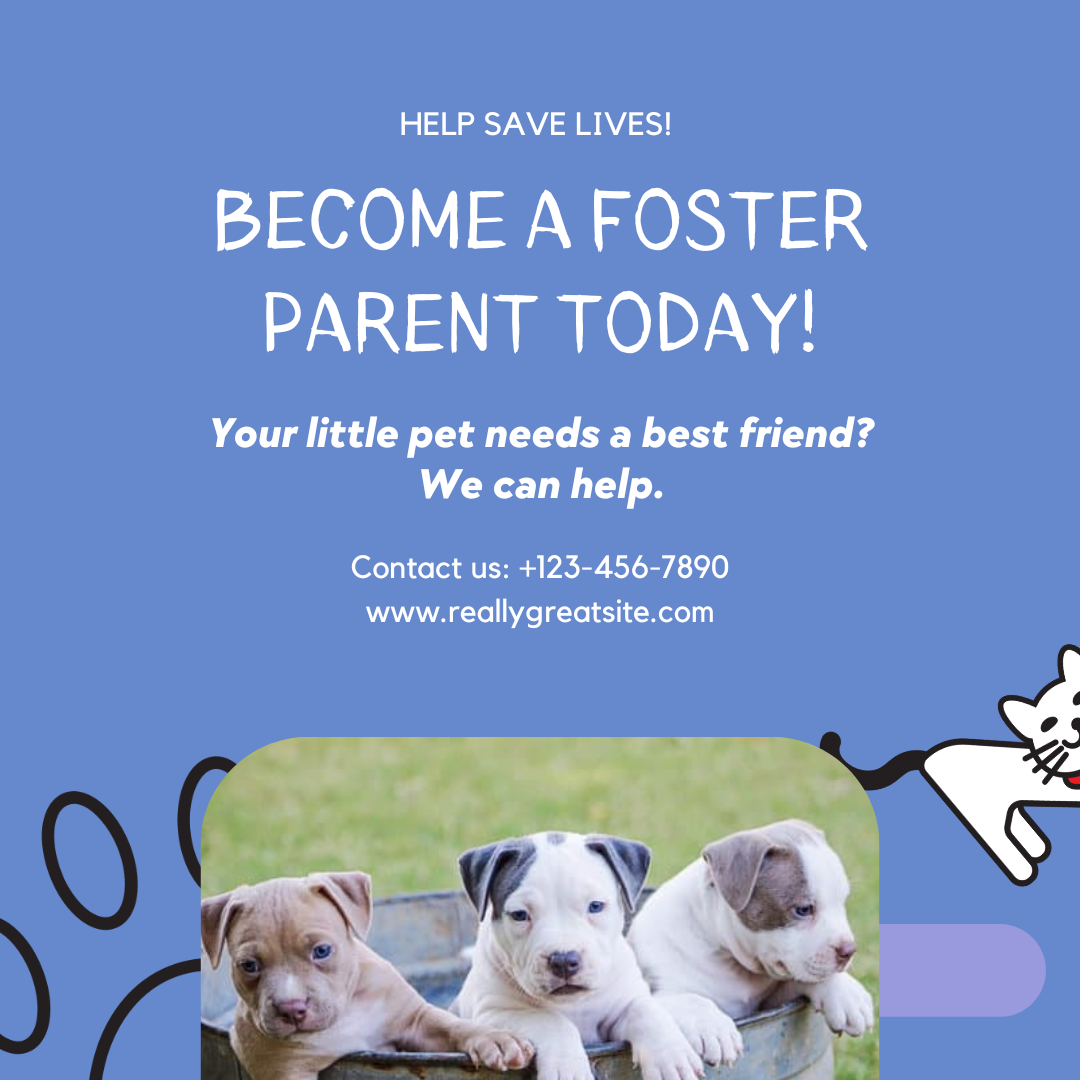 HELP SAVE LIVES!
BECOME A FOSTER
PARENT TODAY!
Your little pet needs a best friend?
We can help.
Contact us: +123-456-7890
www.reallygreatsite.com